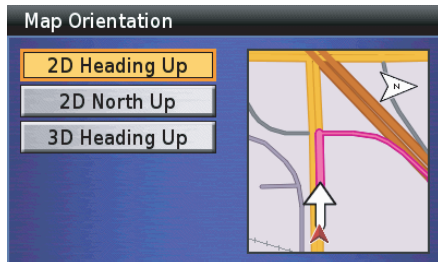 Map Orientation
2D Heading Up
2D North Up
3D Heading Up
N